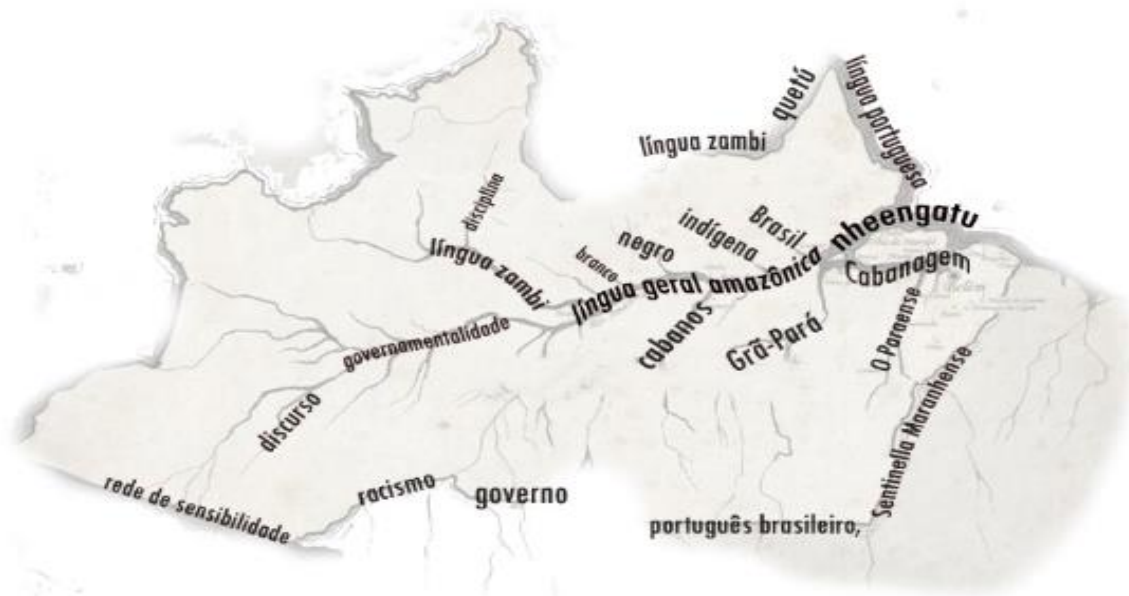 quetú
língua portuguesa
língua zambi
disciplina
Brasil
nheengatu
indígena
negro
língua zambi
branco
língua geral amazônica
Cabanagem
Belém
governamentalidade
cabanos
Grã-Pará
O Paraense
Sentinella Maranhense
discurso
rede de sensibilidade
racismo
governo
português brasileiro,